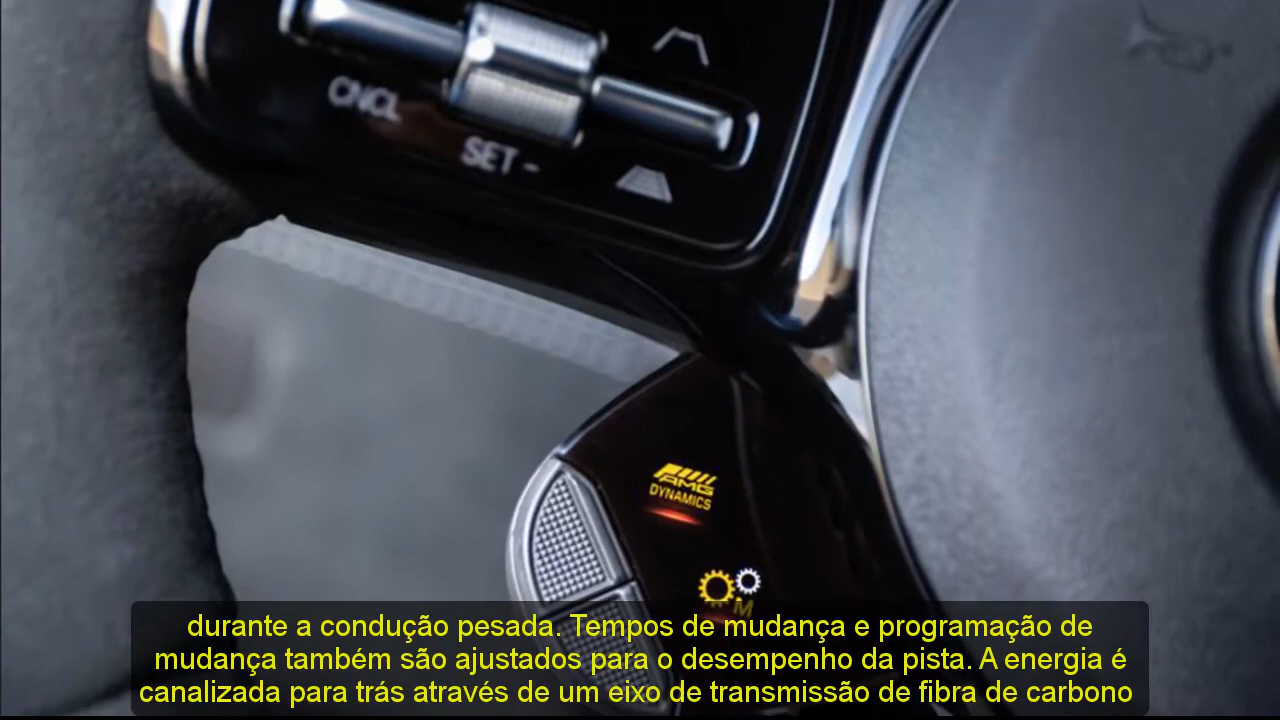 CNCL
SET -
AMG
DYNAMICS
M
durante a condução pesada. Tempos de mudança e programação de
mudança também são ajustados para o desempenho da pista. A energia é
canalizada para trás através de um eixo de transmissão de fibra de carbono